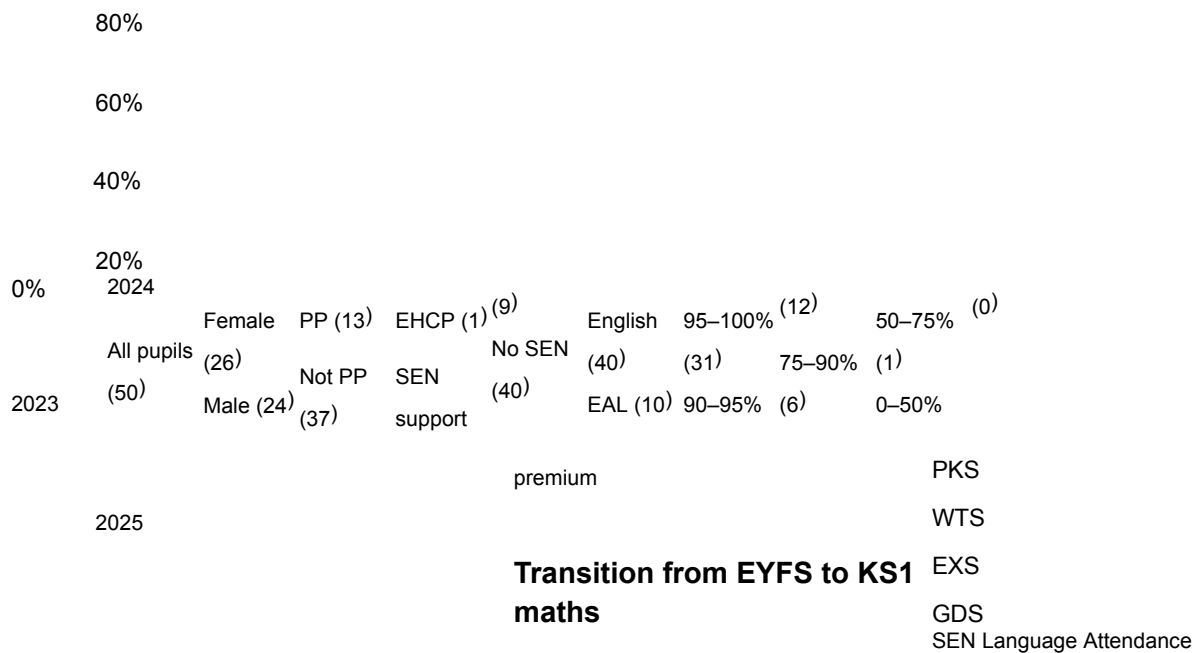 80%
60%
40%
20%
0%
2024
(9)
(12)
(0)
Female
PP (13)
EHCP (1)
English
95–100%
50–75%
All pupils
(26)
No SEN
(40)
(31)
75–90%
(1)
Not PP
SEN
(50)
(40)
2023
Male (24)
(37)
support
EAL (10)
90–95%
(6)
0–50%
premium
PKS
2025
WTS
Transition from EYFS to KS1
maths
EXS
GDS
SEN Language Attendance